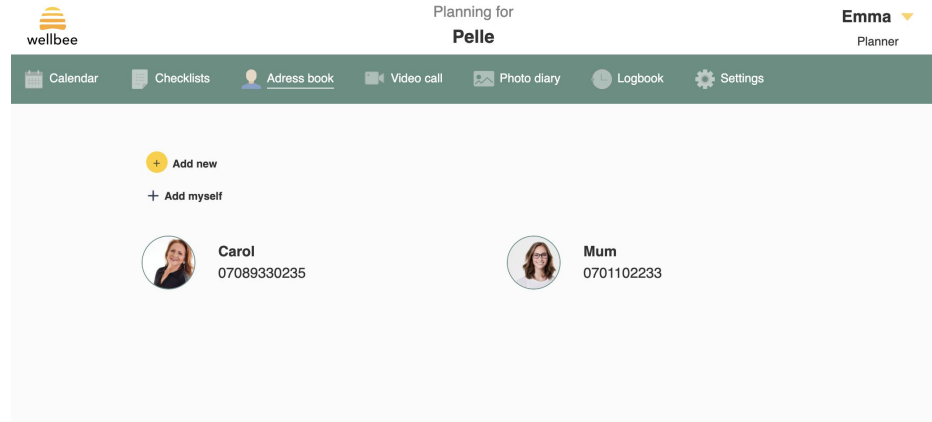 wellbee
Planning for
Pelle
Emma
Planner
Calendar Checklists Adress book Video call Photo diary Logbook Settings
+ Add new
+ Add myself
Carol
07089330235
Mum
0701102233